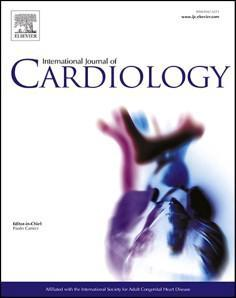 ELSEVIER
International Journal of
CARDIOLOGY
Editor-in-Chief:
Paolo Camici
Affiliated with the International Society for Adult Congenital Heart Disease